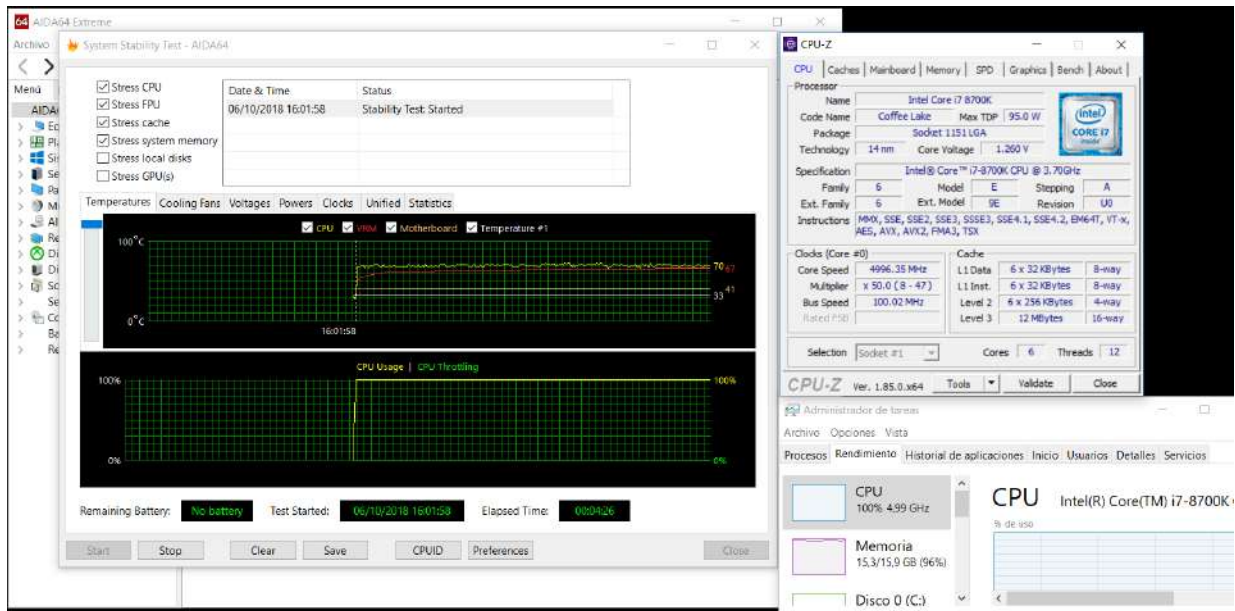 64 AIDA64 Extreme
Archivo
Menú
AIDA
System Stability Test - AIDA64
Stress CPU
Stress FPU
Stress cache
Stress system memory
Stress local disks
Stress GPU(s)
Date & Time Status
06/10/2018 16:01:58 Stability Test: Started
Temperatures Cooling Fans Voltages Powers Clocks Unified Statistics
CPU VRM Motherboard Temperature #1
100°C
70 67
41
33
0°C
16:01:58
CPU Usage | CPU Throttling
100% 100%
0% 0%
Remaining Battery: No battery Test Started: 06/10/2018 16:01:58 Elapsed Time: 00:04:26
Start Stop Clear Save CPUID Preferences Close
CPU-Z
CPU Caches Mainboard Memory SPD Graphics Bench About
Processor
Name Intel Core i7 8700K
Code Name Coffee Lake Max TDP 95.0 W
Package Socket 1151 LGA
Technology 14 nm Core Voltage 1.260 V
(intel)
CORE i7
inside
Specification Intel® Core™ i7-8700K CPU @ 3.70GHz
Family 6 Model E Stepping A
Ext. Family 6 Ext. Model 9E Revision U0
Instructions MMX, SSE, SSE2, SSE3, SSSE3, SSE4.1, SSE4.2, EM64T, VT-x,
AES, AVX, AVX2, FMA3, TSX
Clocks (Core #0) Cache
Core Speed 4996.35 MHz L1 Data 6 x 32 KBytes 8-way
Multiplier x 50.0 ( 8 - 47 ) L1 Inst. 6 x 32 KBytes 8-way
Bus Speed 100.02 MHz Level 2 6 x 256 KBytes 4-way
Rated FSB Level 3 12 MBytes 16-way
Selection Socket #1 Cores 6 Threads 12
CPU-Z Ver. 1.85.0.x64 Tools Validate Close
Administrador de tareas
Archivo Opciones Vista
Procesos Rendimiento Historial de aplicaciones Inicio Usuarios Detalles Servicios
CPU
100% 4,99 GHz
Memoria
15,3/15,9 GB (96%)
Disco 0 (C:)
CPU Intel(R) Core(TM) i7-8700K
% de uso